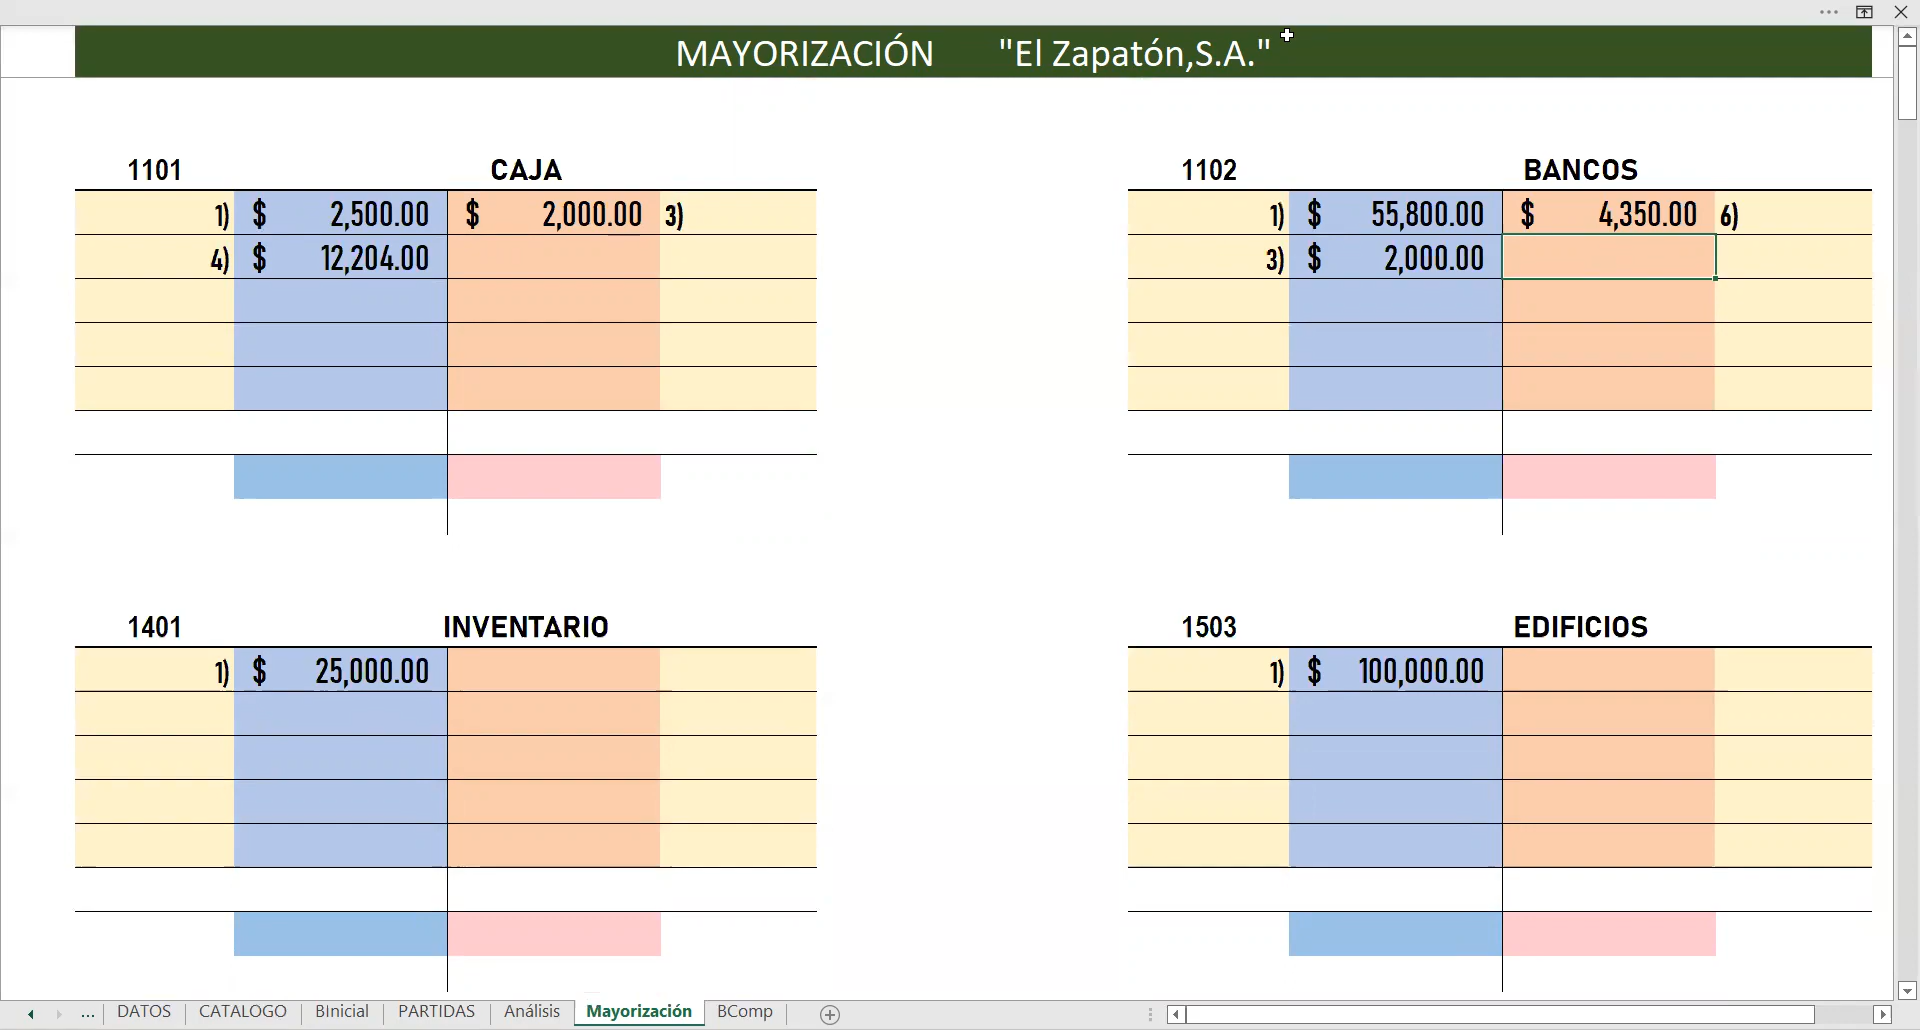 MAYORIZACIÓN "El Zapatón,S.A."
1101 CAJA
1) $ 2,500.00 $ 2,000.00 3)
4) $ 12,204.00
1102 BANCOS
1) $ 55,800.00 $ 4,350.00 6)
3) $ 2,000.00
1401 INVENTARIO
1) $ 25,000.00
1503 EDIFICIOS
1) $ 100,000.00
... DATOS CATALOGO BInicial PARTIDAS Análisis Mayorización BComp